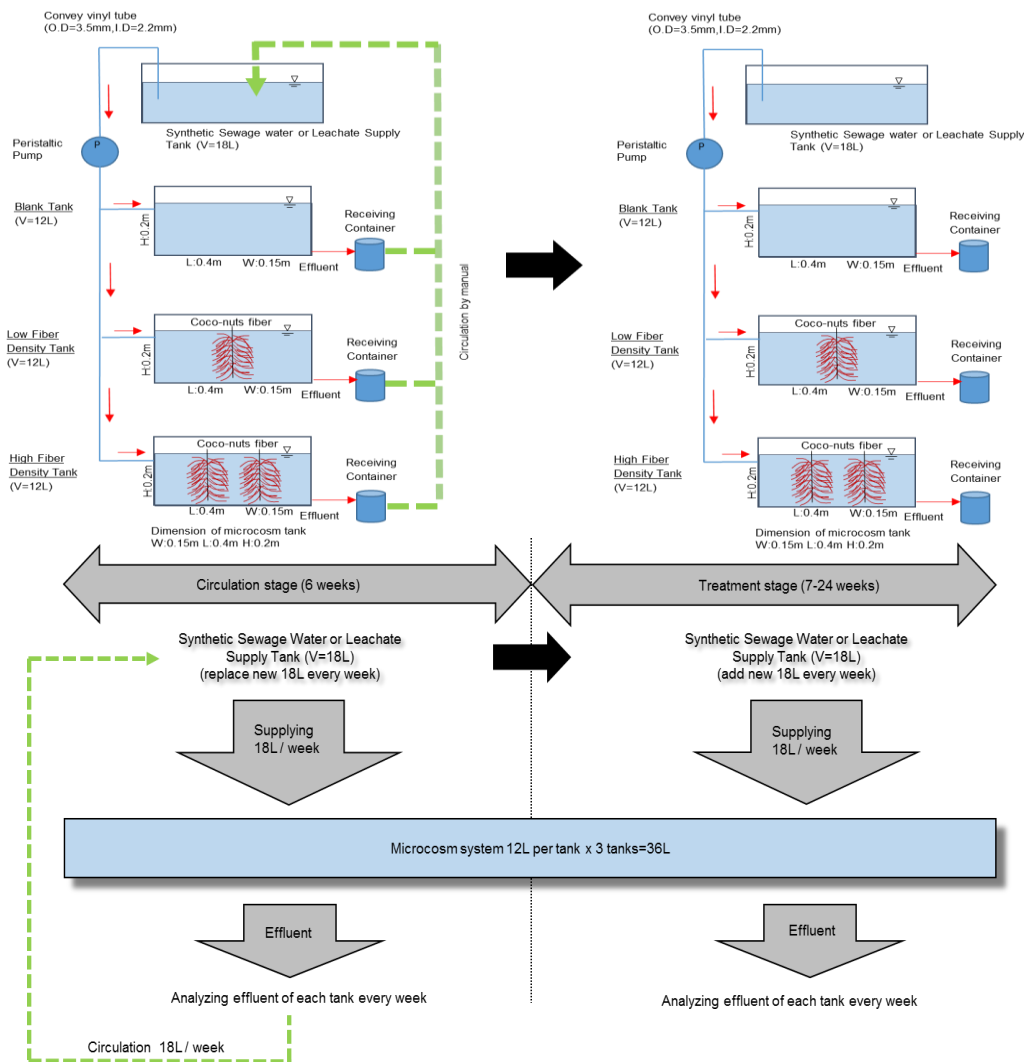 Convey vinyl tube
(O.D=3.5mm,I.D=2.2mm)
Synthetic Sewage water or Leachate Supply
Tank (V=18L)
Peristaltic
Pump
P
Blank Tank
(V=12L)
H:0.2m
L:0.4m W:0.15m
Effluent
Receiving
Container
Low Fiber
Density Tank
(V=12L)
Coco-nuts fiber
H:0.2m
L:0.4m W:0.15m
Effluent
Receiving
Container
High Fiber
Density Tank
(V=12L)
Coco-nuts fiber
H:0.2m
L:0.4m W:0.15m
Effluent
Receiving
Container
Dimension of microcosm tank
W:0.15m L:0.4m H:0.2m
Circulation by manual
Convey vinyl tube
(O.D=3.5mm,I.D=2.2mm)
Synthetic Sewage water or Leachate Supply
Tank (V=18L)
Peristaltic
Pump
P
Blank Tank
(V=12L)
H:0.2m
L:0.4m W:0.15m
Effluent
Receiving
Container
Low Fiber
Density Tank
(V=12L)
Coco-nuts fiber
H:0.2m
L:0.4m W:0.15m
Effluent
Receiving
Container
High Fiber
Density Tank
(V=12L)
Coco-nuts fiber
H:0.2m
L:0.4m W:0.15m
Effluent
Receiving
Container
Dimension of microcosm tank
W:0.15m L:0.4m H:0.2m
Circulation stage (6 weeks)
Treatment stage (7-24 weeks)
Synthetic Sewage Water or Leachate
Supply Tank (V=18L)
(replace new 18L every week)
Synthetic Sewage Water or Leachate
Supply Tank (V=18L)
(add new 18L every week)
Supplying
18L / week
Supplying
18L / week
Microcosm system 12L per tank x 3 tanks=36L
Effluent
Effluent
Analyzing effluent of each tank every week
Analyzing effluent of each tank every week
Circulation 18L / week